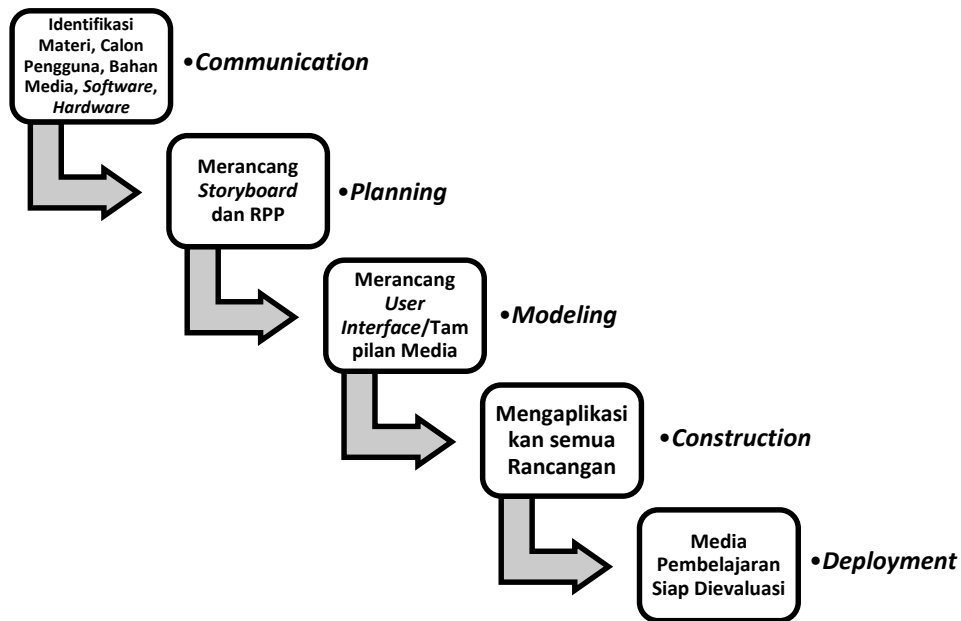 Identifikasi
Materi, Calon
Pengguna, Bahan
Media, Software,
Hardware
•Communication
Merancang
Storyboard
dan RPP
•Planning
Merancang
User
Interface/Tam
pilan Media
•Modeling
Mengaplikasi
kan semua
Rancangan
•Construction
Media
Pembelajaran
Siap Dievaluasi
•Deployment